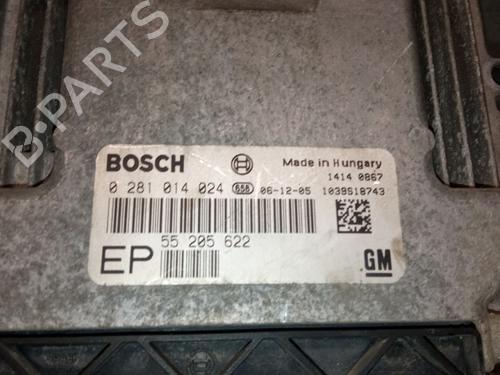 B-PARTS
BOSCH
Made in Hungary
1414 0867
0 281 014 024 658 06-12-05 1039S18743
EP 55 205 622
GM